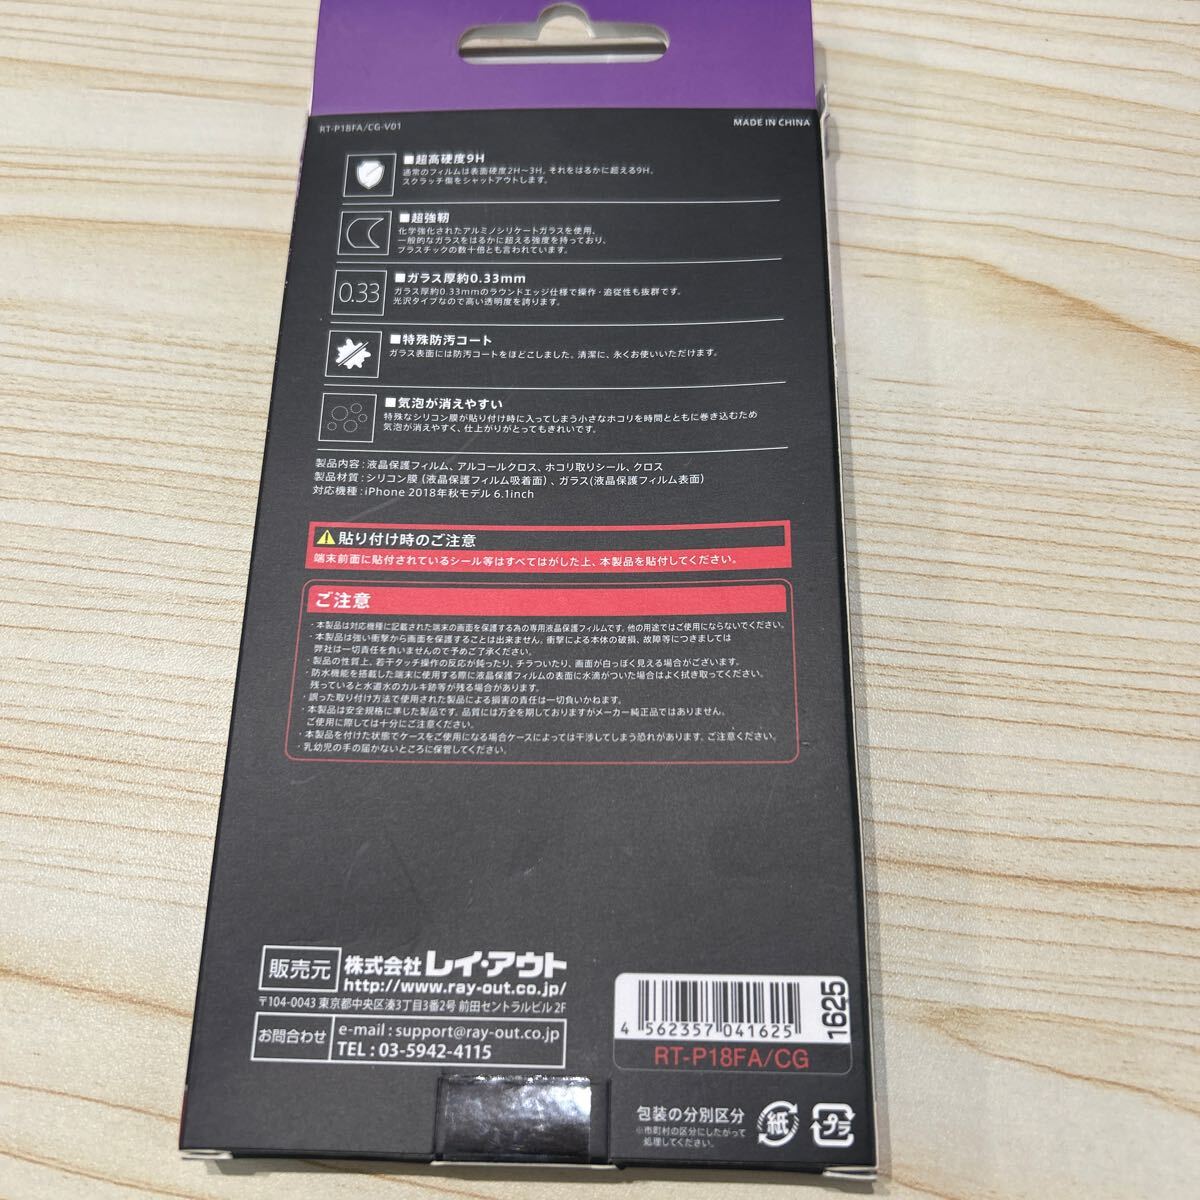 RT-P18FA/CG-V01
MADE IN CHINA
■超高硬度9H
通常のフィルムは表面硬度2H～3H、それをはるかに超える9H。
スクラッチ傷をシャットアウトします。
■超強靭
化学強化されたアルミノシリケートガラスを使用、
一般的なガラスをはるかに超える強度を持っており、
プラスチックの数十倍とも言われています。
0.33
■ガラス厚約0.33mm
ガラス厚約0.33mmのラウンドエッジ仕様で操作・追従性も抜群です。
光沢タイプなので高い透明度を誇ります。
■特殊防汚コート
ガラス表面には防汚コートをほどこしました。清潔に、永くお使いいただけます。
■気泡が消えやすい
特殊なシリコン膜が貼り付け時に入ってしまう小さなホコリを時間とともに巻き込むため
気泡が消えやすく、仕上がりがとってもきれいです。
製品内容：液晶保護フィルム、アルコールクロス、ホコリ取りシール、クロス
製品材質：シリコン膜（液晶保護フィルム吸着面）、ガラス(液晶保護フィルム表面)
対応機種：iPhone 2018年秋モデル 6.1inch
貼り付け時のご注意
端末前面に貼付されているシール等はすべてはがした上、本製品を貼付してください。
ご注意
・本製品は対応機種に記載された端末の画面を保護する為の専用液晶保護フィルムです。他の用途ではご使用にならないでください。
・本製品は強い衝撃から画面を保護することは出来ません。衝撃による本体の破損、故障等につきましては
弊社は一切責任を負いませんので予めご了承ください。
・製品の性質上、若干タッチ操作の反応が鈍ったり、チラついたり、画面が白っぽく見える場合がございます。
・防水機能を搭載した端末に使用する際に液晶保護フィルムの表面に水滴がついた場合はよく拭き取ってください。
残っていると水道水のカルキ跡等が残る場合があります。
・誤った取り付け方法で使用された製品による損害の責任は一切負いかねます。
・本製品は安全規格に準じた製品です。品質には万全を期しておりますがメーカー純正品ではありません。
ご使用に際しては十分にご注意ください。
・本製品を付けた状態でケースをご使用になる場合ケースによっては干渉してしまう恐れがあります。ご注意ください。
・乳幼児の手の届かないところに保管してください。
販売元
株式会社レイ・アウト
http://www.ray-out.co.jp/
〒104-0043 東京都中央区湊3丁目3番2号 前田セントラルビル 2F
お問合わせ
e-mail : support@ray-out.co.jp
TEL : 03-5942-4115
4 562357 041625
1625
RT-P18FA/CG
包装の分別区分
※市町村の区分にしたがって
処理してください。
紙
プラ